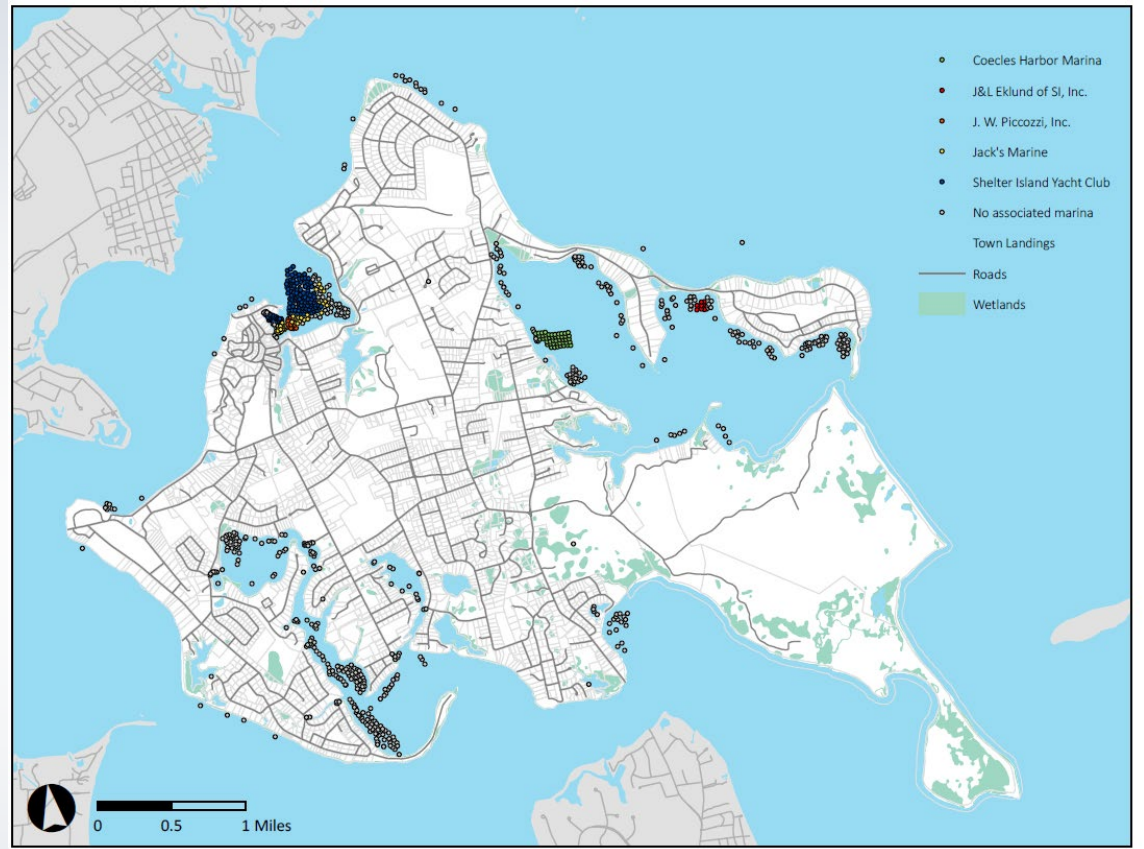 Coecles Harbor Marina
J&L Eklund of SI, Inc.
J. W. Piccozzi, Inc.
Jack's Marine
Shelter Island Yacht Club
No associated marina
Town Landings
Roads
Wetlands
0 0.5 1 Miles